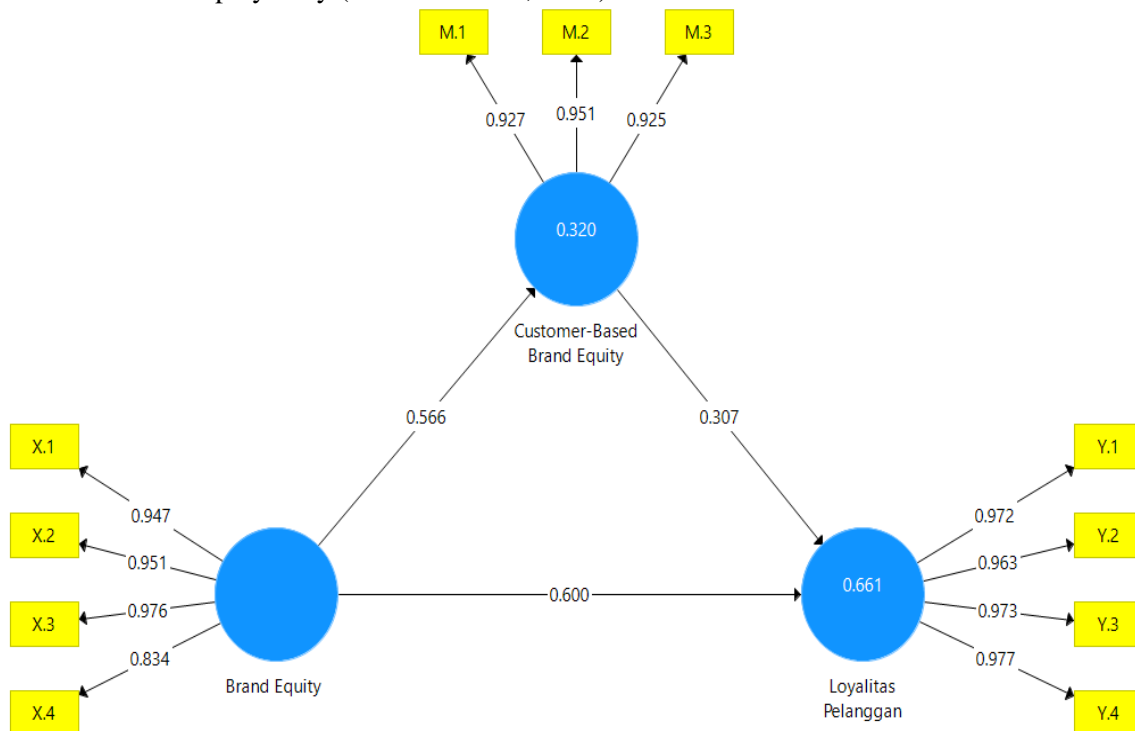 M.1 M.2 M.3
0.927 0.951 0.925
0.320
Customer-Based
Brand Equity
0.566 0.307
X.1 Y.1
0.947 0.972
X.2 Y.2
0.951 0.963
0.600
0.661
X.3 Y.3
0.976 0.973
0.834 0.977
X.4 Y.4
Brand Equity
Loyalitas
Pelanggan